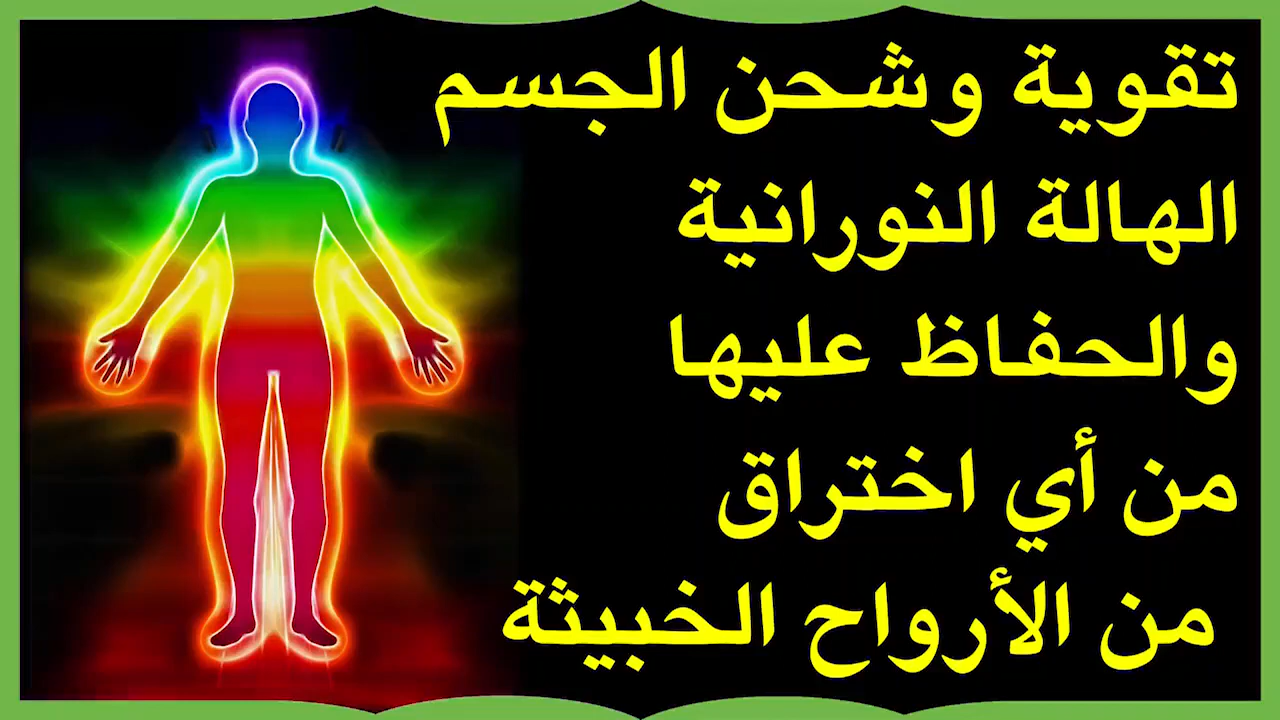 تقوية وشحن الجسم
الهالة النورانية
والحفاظ عليها
من أي اختراق
من الأرواح الخبيثة